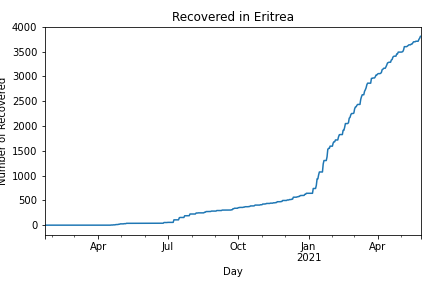 Recovered in Eritrea
Number of Recovered
4000
3500
3000
2500
2000
1500
1000
500
0
Apr
Jul
Oct
Jan
2021
Apr
Day